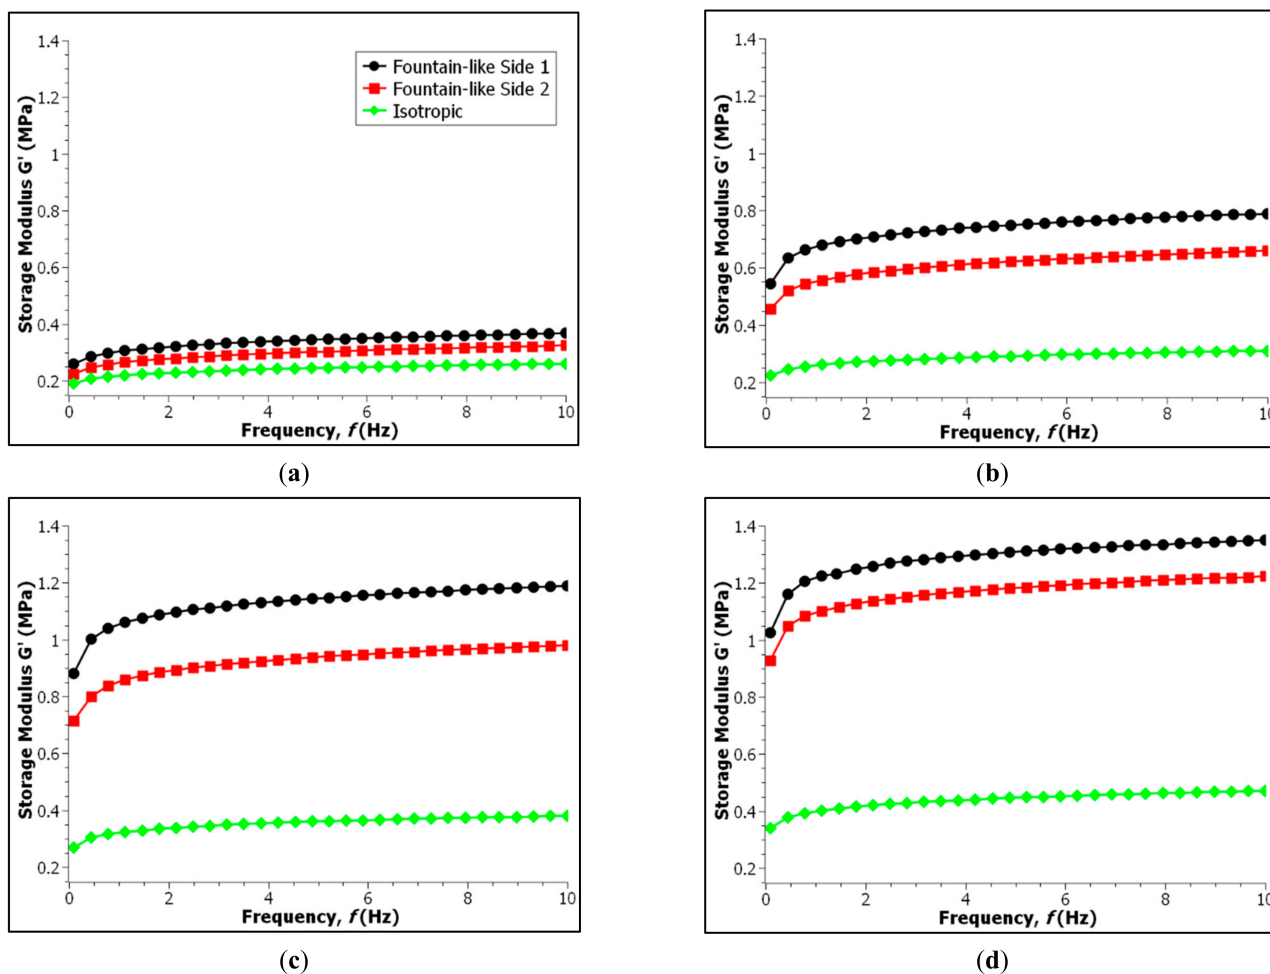 1.4
1.2
1
0.8
0.6
0.4
0.2
Storage Modulus G' (MPa)
Fountain-like Side 1
Fountain-like Side 2
Isotropic
0 2 4 6 8 10
Frequency, f (Hz)
(a)
1.4
1.2
1
0.8
0.6
0.4
0.2
Storage Modulus G' (MPa)
0 2 4 6 8 10
Frequency, f (Hz)
(b)
1.4
1.2
1
0.8
0.6
0.4
0.2
Storage Modulus G' (MPa)
0 2 4 6 8 10
Frequency, f (Hz)
(c)
1.4
1.2
1
0.8
0.6
0.4
0.2
Storage Modulus G' (MPa)
0 2 4 6 8 10
Frequency, f (Hz)
(d)